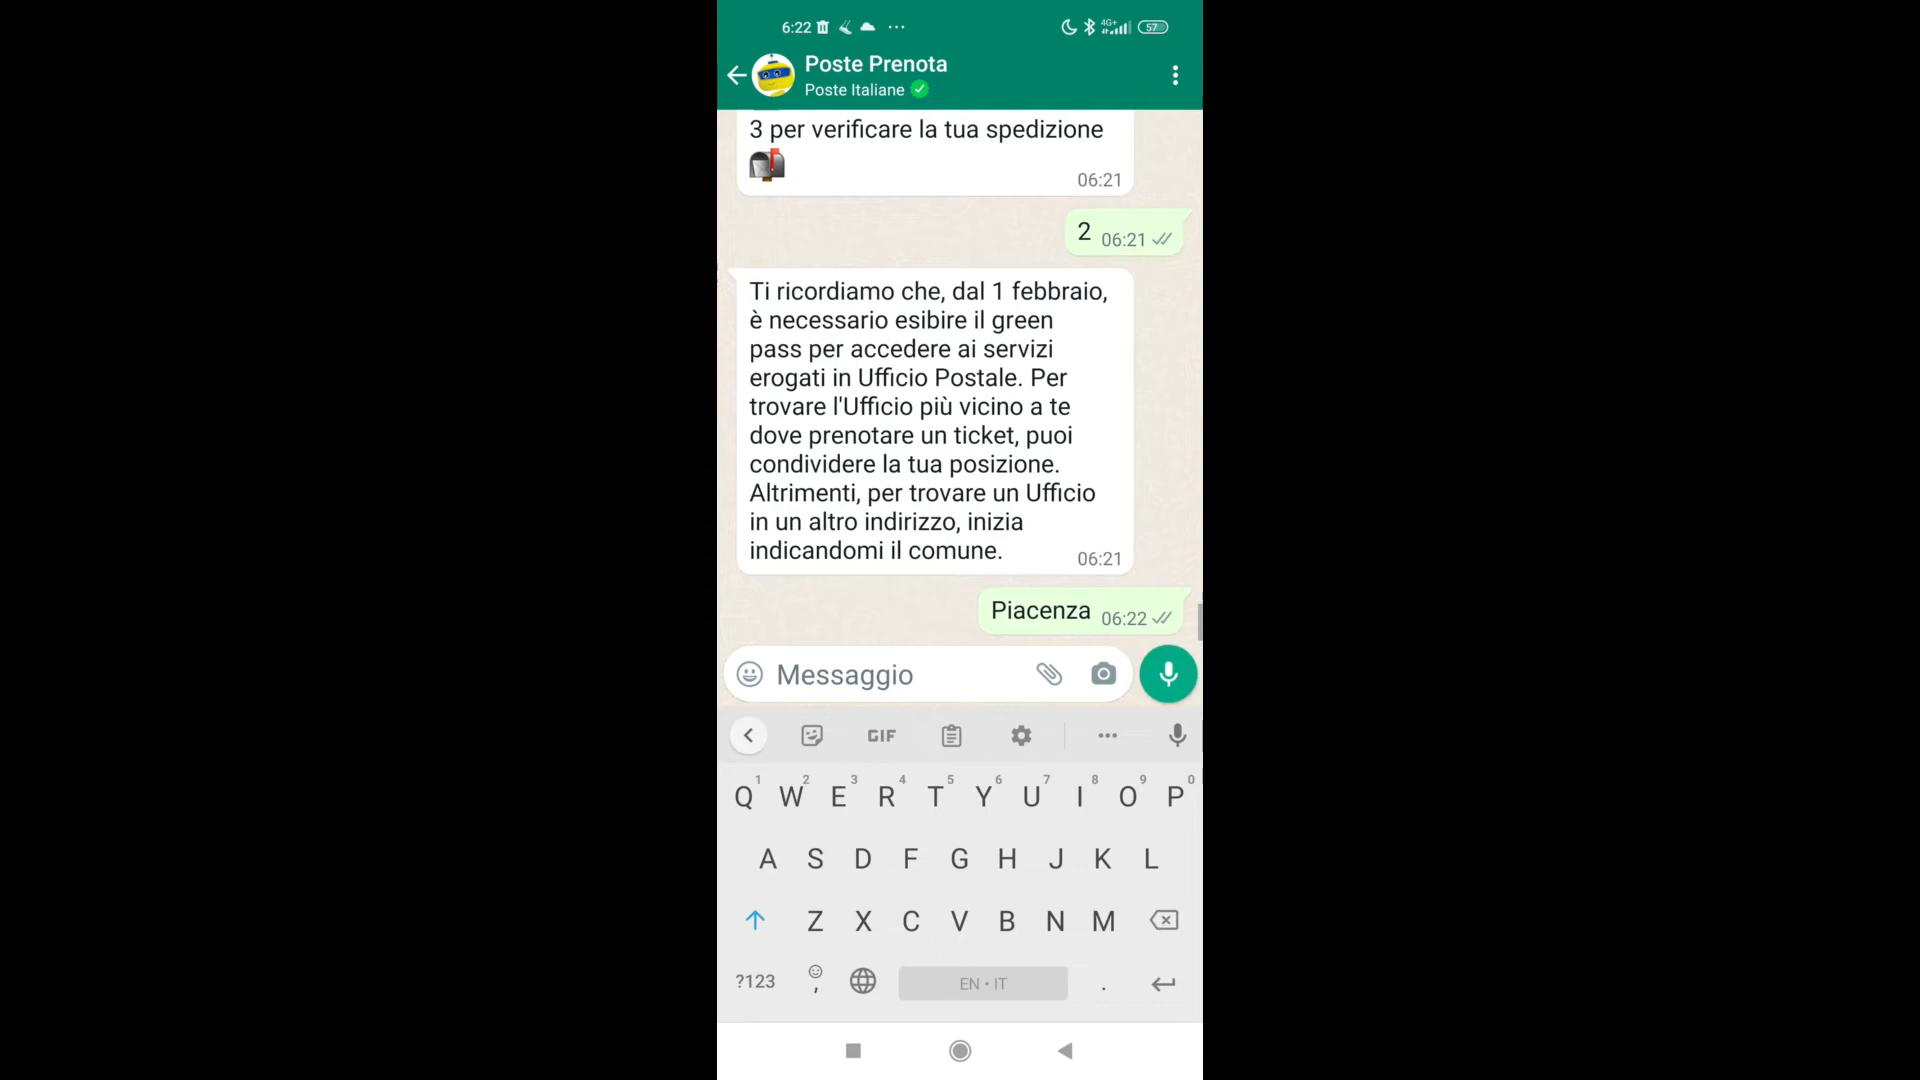 6:22
4G+
57
Poste Prenota
Poste Italiane
3 per verificare la tua spedizione
06:21
2 06:21
Ti ricordiamo che, dal 1 febbraio,
è necessario esibire il green
pass per accedere ai servizi
erogati in Ufficio Postale. Per
trovare l'Ufficio più vicino a te
dove prenotare un ticket, puoi
condividere la tua posizione.
Altrimenti, per trovare un Ufficio
in un altro indirizzo, inizia
indicandomi il comune.
06:21
Piacenza 06:22
Messaggio
GIF
1 2 3 4 5 6 7 8 9 0
Q W E R T Y U I O P
A S D F G H J K L
Z X C V B N M
?123 , EN • IT .